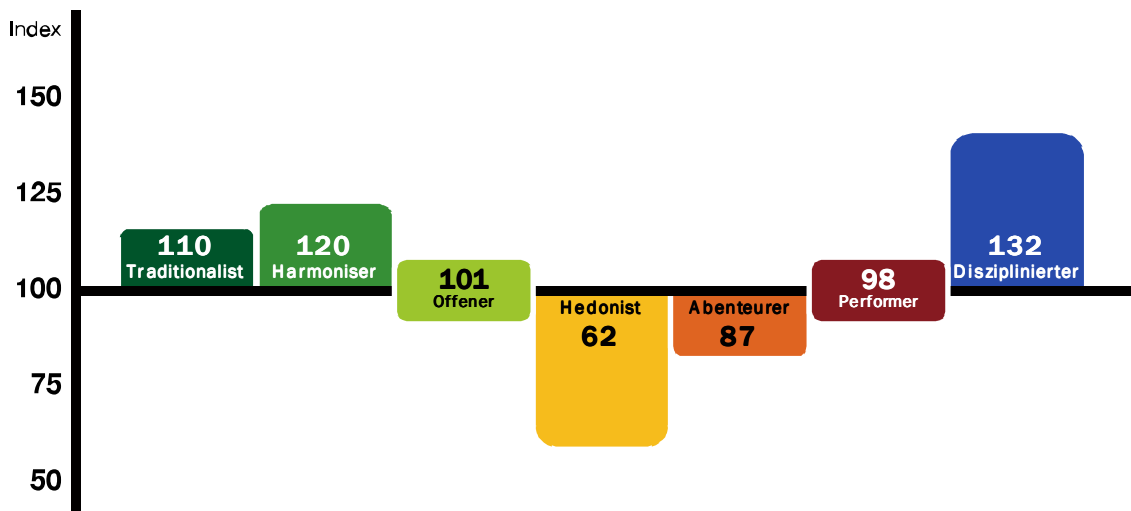 Index
150
125
100
75
50
110
Traditionalist
120
Harmoniser
101
Offener
Hedonist
62
Abenteurer
87
98
Performer
132
Disziplinierter